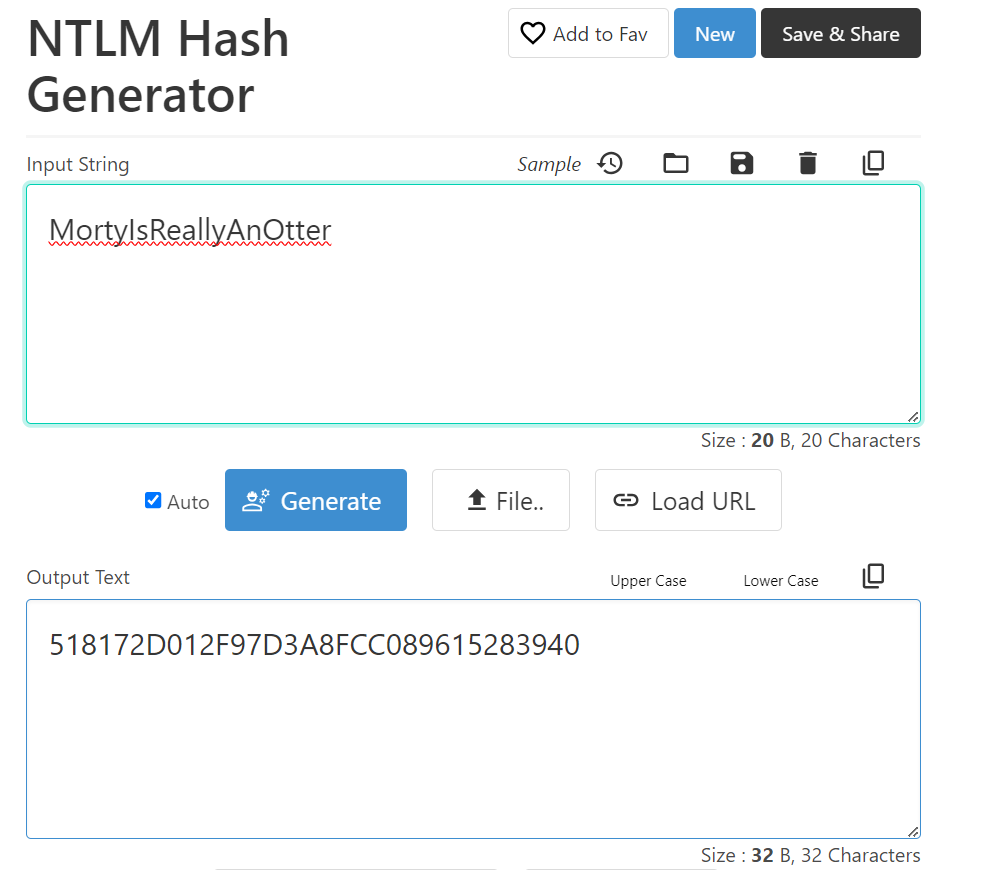 NTLM Hash
Generator
Add to Fav
New
Save & Share
Input String
Sample
MortyIsReallyAnOtter
Size : 20 B, 20 Characters
Auto
Generate
File..
Load URL
Output Text
Upper Case
Lower Case
518172D012F97D3A8FCC089615283940
Size : 32 B, 32 Characters